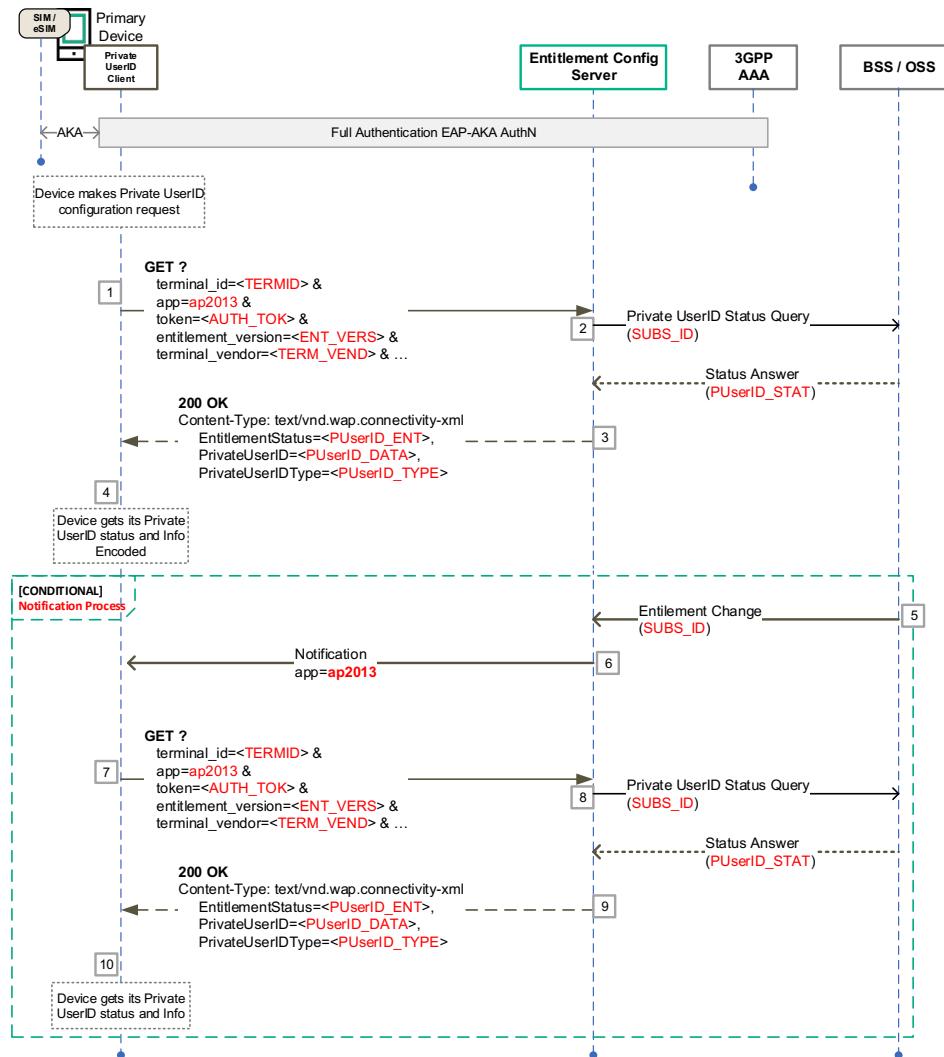 SIM /
eSIM
Primary
Device
Private
UserID
Client
Entitlement Config
Server
3GPP
AAA
BSS / OSS
AKA
Full Authentication EAP-AKA AuthN
Device makes Private UserID
configuration request
1
GET ?
terminal_id=<TERMID> &
app=ap2013 &
token=<AUTH_TOK> &
entitlement_version=<ENT_VERS> &
terminal_vendor=<TERM_VEND> & …
2
Private UserID Status Query
(SUBS_ID)
Status Answer
(PUserID_STAT)
200 OK
Content-Type: text/vnd.wap.connectivity-xml
EntitlementStatus=<PUserID_ENT>,
PrivateUserID=<PUserID_DATA>,
PrivateUserIDType=<PUserID_TYPE>
3
4
Device gets its Private
UserID status and Info
Encoded
[CONDITIONAL]
Notification Process
Entilement Change
(SUBS_ID)
5
Notification
app=ap2013
6
GET ?
terminal_id=<TERMID> &
app=ap2013 &
token=<AUTH_TOK> &
entitlement_version=<ENT_VERS> &
terminal_vendor=<TERM_VEND> & …
7
8
Private UserID Status Query
(SUBS_ID)
Status Answer
(PUserID_STAT)
200 OK
Content-Type: text/vnd.wap.connectivity-xml
EntitlementStatus=<PUserID_ENT>,
PrivateUserID=<PUserID_DATA>,
PrivateUserIDType=<PUserID_TYPE>
9
10
Device gets its Private
UserID status and Info